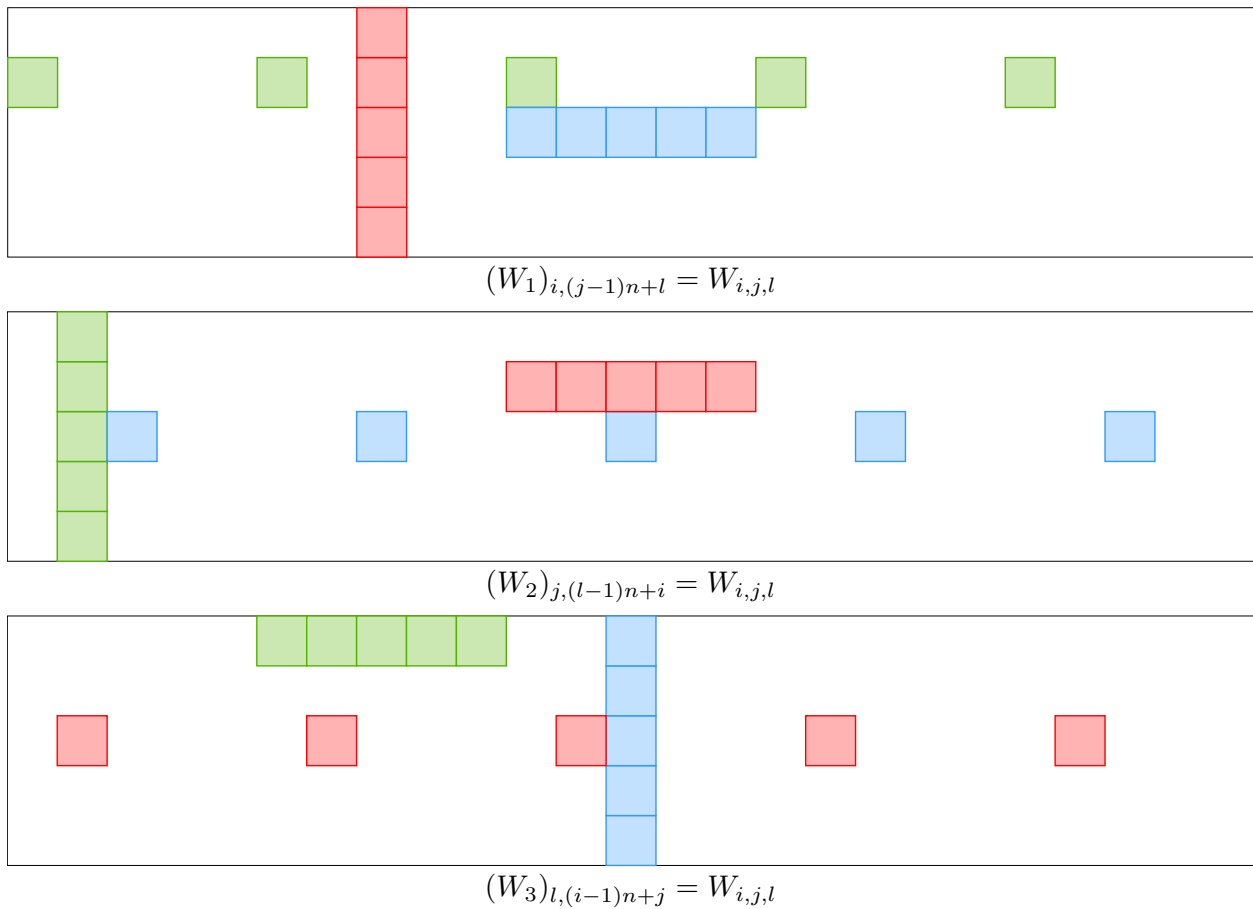 (W_1)_{i,(j-1)n+l} = W_{i,j,l}
(W_2)_{j,(l-1)n+i} = W_{i,j,l}
(W_3)_{l,(i-1)n+j} = W_{i,j,l}